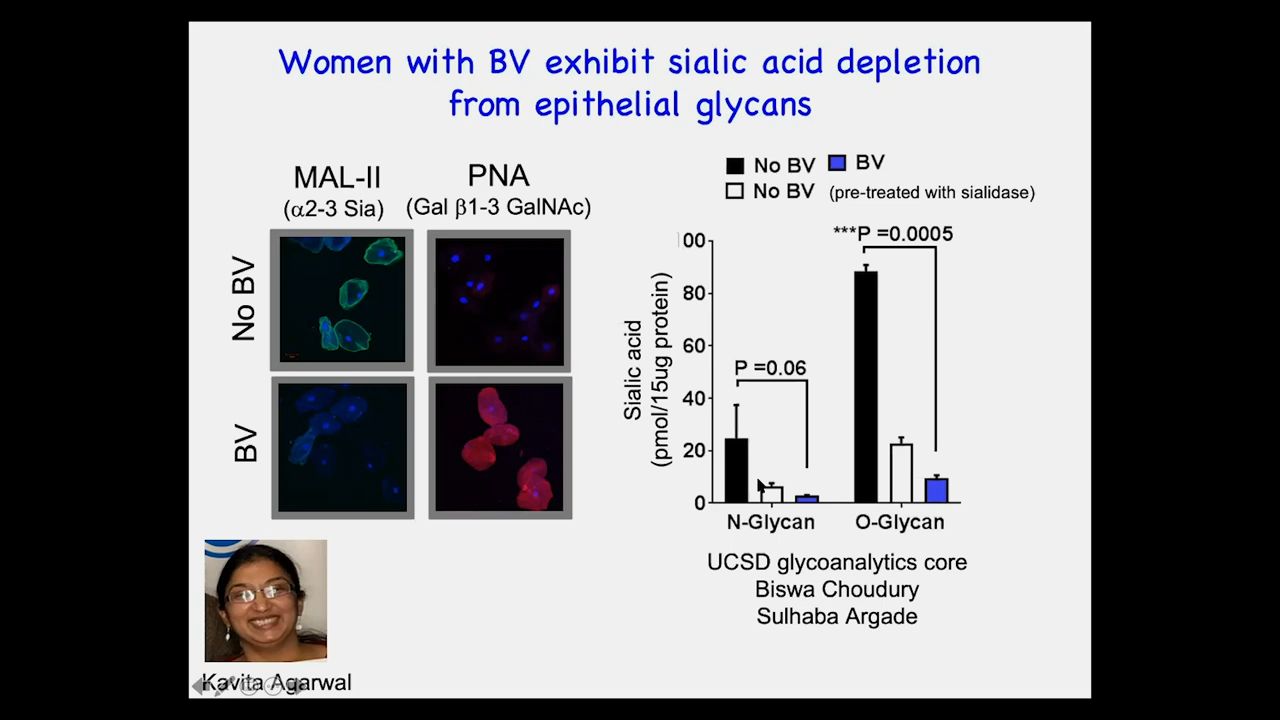 Women with BV exhibit sialic acid depletion
from epithelial glycans
MAL-II
(α2-3 Sia)
PNA
(Gal β1-3 GalNAc)
No BV
BV
No BV
BV
No BV (pre-treated with sialidase)
Sialic acid
(pmol/15ug protein)
00
80
60
40
20
0
P =0.06
***P =0.0005
N-Glycan
O-Glycan
UCSD glycoanalytics core
Biswa Choudury
Sulhaba Argade
Kavita Agarwal